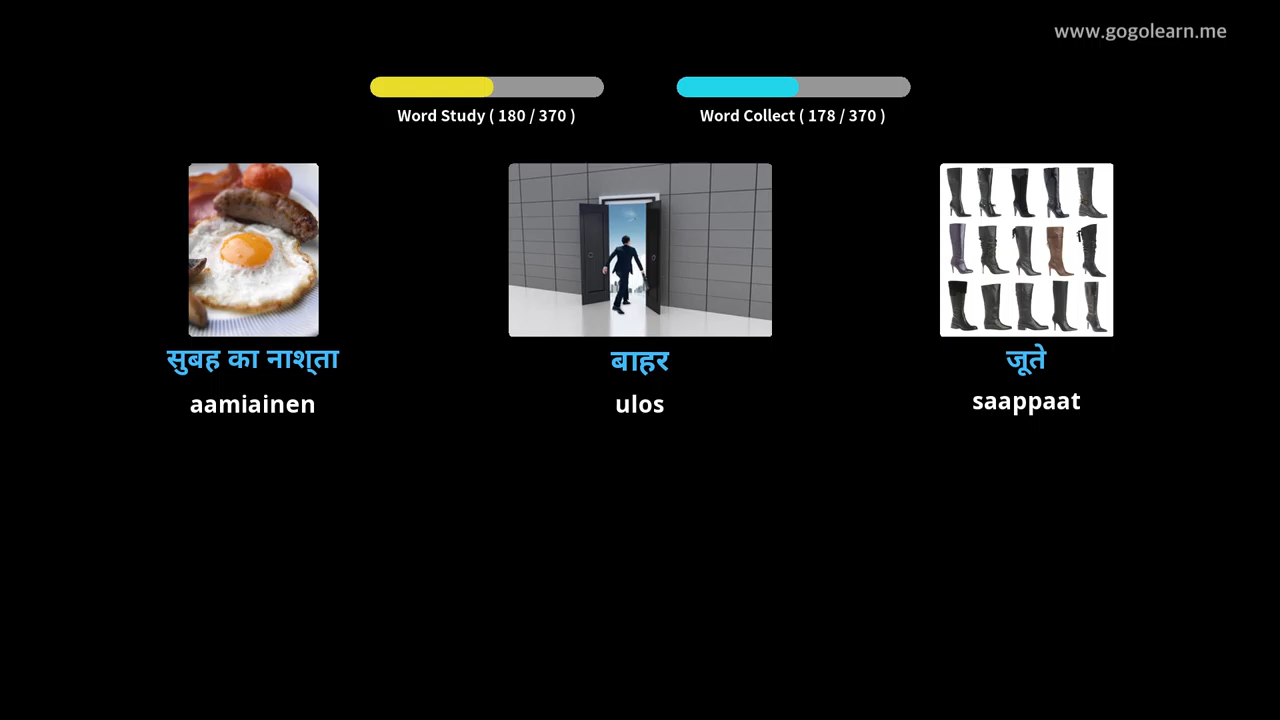 www.gogolearn.me
Word Study ( 180 / 370 )
Word Collect ( 178 / 370 )
सुबह का नाश्ता
बाहर
जूते
aamiainen
ulos
saappaat